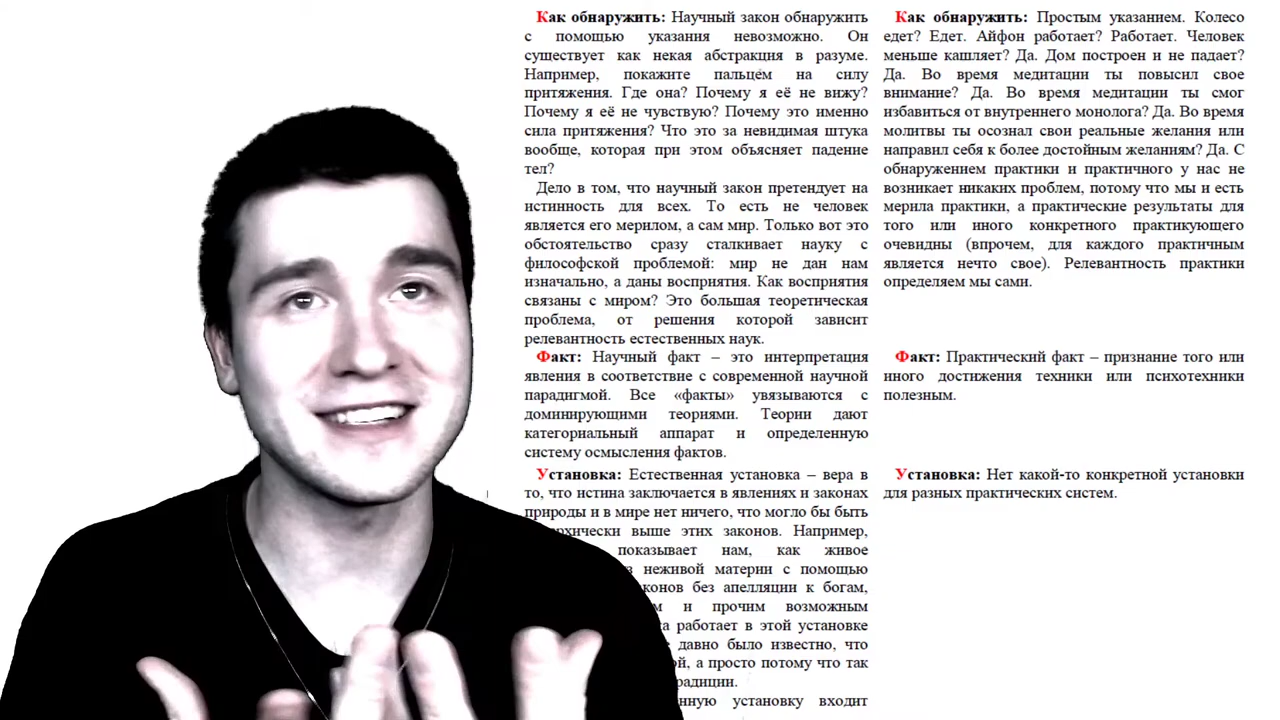 Как обнаружить: Научный закон обнаружить
с помощью указания невозможно. Он
существует как некая абстракция в разуме.
Например, покажите пальцем на силу
притяжения. Где она? Почему я её не вижу?
Почему я её не чувствую? Почему это именно
сила притяжения? Что это за невидимая штука
вообще, которая при этом объясняет падение
тел?
Дело в том, что научный закон претендует на
истинность для всех. То есть не человек
является его мерилом, а сам мир. Только вот это
обстоятельство сразу сталкивает науку с
философской проблемой: мир не дан нам
изначально, а даны восприятия. Как восприятия
связаны с миром? Это большая теоретическая
проблема, от решения которой зависит
релевантность естественных наук.
Факт: Научный факт – это интерпретация
явления в соответствие с современной научной
парадигмой. Все «факты» увязываются с
доминирующими теориями. Теории дают
категориальный аппарат и определенную
систему осмысления фактов.
Установка: Естественная установка – вера в
то, что истина заключается в явлениях и законах
природы и в мире нет ничего, что могло бы быть
выше этих законов. Например,
показывает нам, как живое
неживой материи с помощью
без апелляции к богам,
и прочим возможным
работает в этой установке
давно было известно, что
а просто потому что так
установку входит
Как обнаружить: Простым указанием. Колесо
едет? Едет. Айфон работает? Работает. Человек
меньше кашляет? Да. Дом построен и не падает?
Да. Во время медитации ты повысил свое
внимание? Да. Во время медитации ты смог
избавиться от внутреннего монолога? Да. Во время
молитвы ты осознал свои реальные желания или
направил себя к более достойным желаниям? Да. С
обнаружением практики и практичного у нас не
возникает никаких проблем, потому что мы и есть
мерила практики, а практические результаты для
того или иного конкретного практикующего
очевидны (впрочем, для каждого практичным
является нечто свое). Релевантность практики
определяем мы сами.
Факт: Практический факт – признание того или
иного достижения техники или психотехники
полезным.
Установка: Нет какой-то конкретной установки
для разных практических систем.